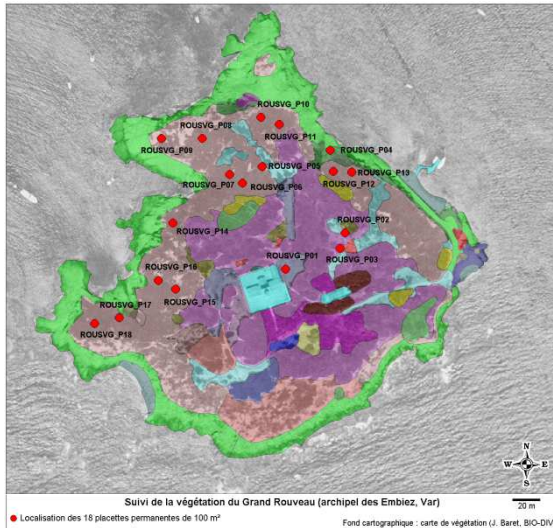 ROUSVG_P10
ROUSVG_P08
ROUSVG_P11
ROUSVG_P09
ROUSVG_P04
ROUSVG_P05
ROUSVG_P13
ROUSVG_P07
ROUSVG_P06
ROUSVG_P12
ROUSVG_P02
ROUSVG_P14
ROUSVG_P03
ROUSVG_P01
ROUSVG_P16
ROUSVG_P15
ROUSVG_P17
ROUSVG_P18
N
W E
S
Suivi de la végétation du Grand Rouveau (archipel des Embiez, Var)
20 m
Localisation des 18 placettes permanentes de 100 m²
Fond cartographique : carte de végétation (J. Baret, BIO-DIV